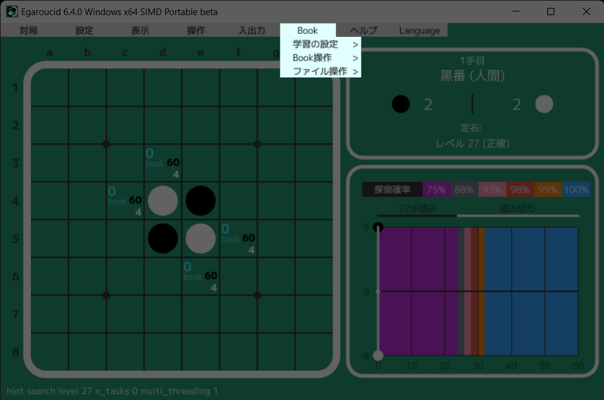 Egaroucid 6.4.0 Windows x64 SIMD Portable beta
対局 設定 表示 操作 入出力 Book ヘルプ Language
学習の設定 >
Book操作 >
ファイル操作 >
a b c d e f g
1
2
3
4
5
6
7
8
0
book 60
4
0
book 60
4
0
book 60
4
0
book 60
4
1手目
黒番 (人間)
2 2
定石:
レベル 27 (正確)
探索確率 75% 88% 93% 98% 99% 100%
27手読み 読み切り
8
0
-8
0 10 20 30 40 50 60
hint search level 27 n_tasks 0 multi_threading 1